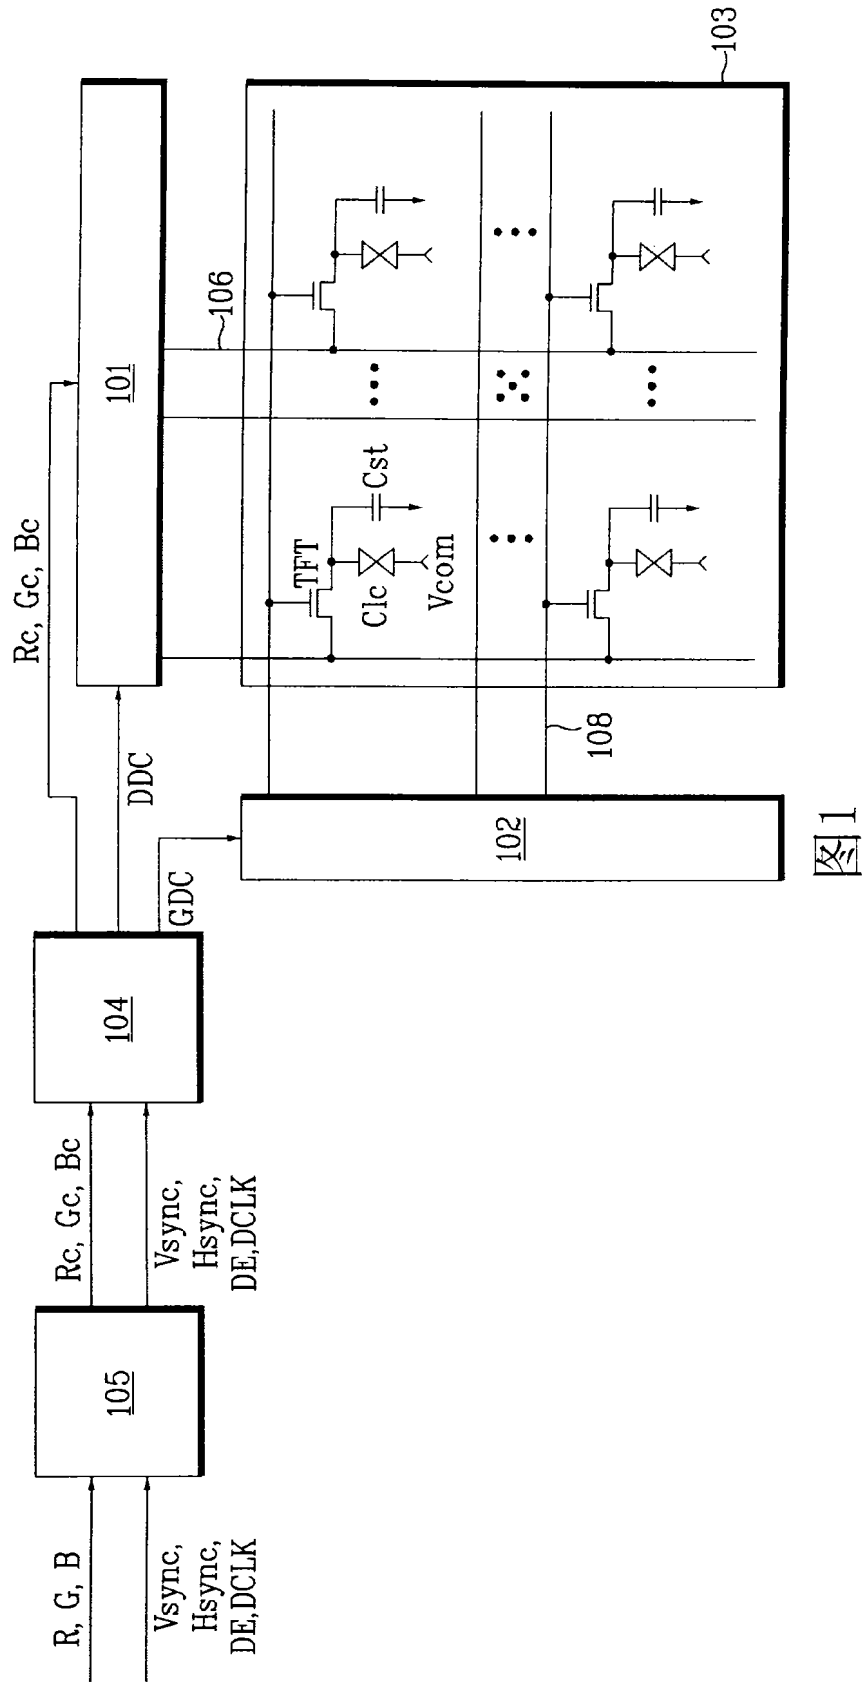 R, G, B
Vsync,
Hsync,
DE,DCLK
105
Rc, Gc, Bc
Vsync,
Hsync,
DE,DCLK
104
Rc, Gc, Bc
DDC
GDC
101
102
103
106
108
TFT
Clc
Cst
Vcom
图1